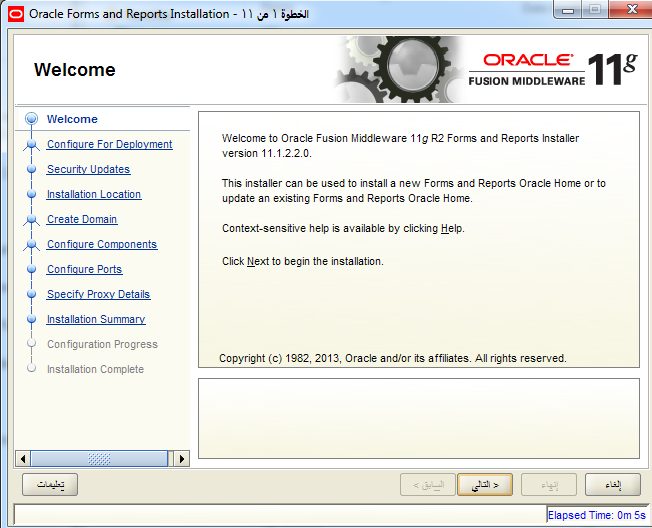 Oracle Forms and Reports Installation - الخطوة ١ من ١١
Welcome
ORACLE®
FUSION MIDDLEWARE 11g
Welcome
Configure For Deployment
Security Updates
Installation Location
Create Domain
Configure Components
Configure Ports
Specify Proxy Details
Installation Summary
Configuration Progress
Installation Complete
Welcome to Oracle Fusion Middleware 11g R2 Forms and Reports Installer
version 11.1.2.2.0.
This installer can be used to install a new Forms and Reports Oracle Home or to
update an existing Forms and Reports Oracle Home.
Context-sensitive help is available by clicking Help.
Click Next to begin the installation.
Copyright (c) 1982, 2013, Oracle and/or its affiliates. All rights reserved.
تعليمات
< السابق
التالي >
إنهاء
إلغاء
Elapsed Time: 0m 5s